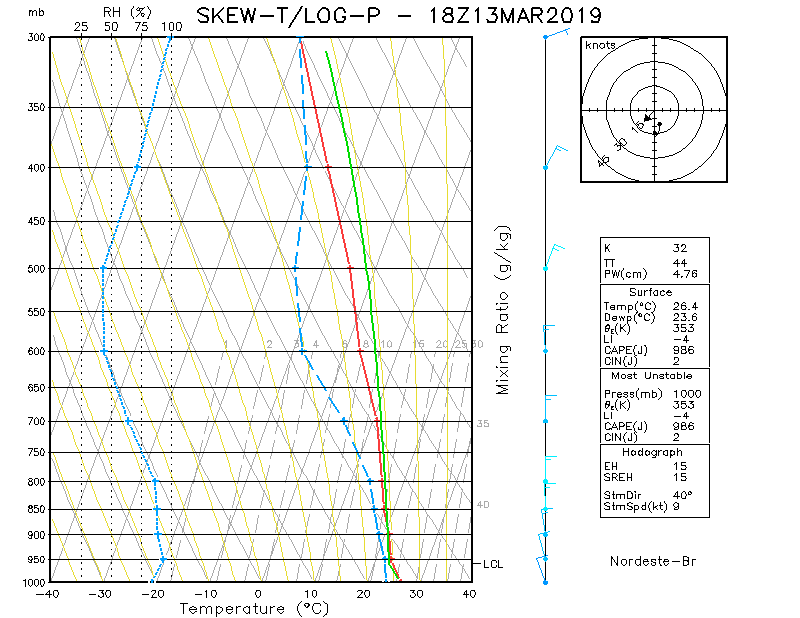 SKEW-T/LOG-P - 18Z13MAR2019
mb
RH (%)
25 50 75 100
300
350
400
450
500
550
600
650
700
750
800
850
900
950
1000
-40 -30 -20 -10 0 10 20 30 40
Temperature (°C)
1 2 3 4 6 8 10 15 20 25 30
35
40
Mixing Ratio (g/kg)
LCL
knots
15
30
45
K 32
TT 44
PW(cm) 4.76
Surface
Temp(°C) 26.4
Dewp(°C) 23.6
θE(K) 353
LI -4
CAPE(J) 986
CIN(J) 2
Most Unstable
Press(mb) 1000
θE(K) 353
LI -4
CAPE(J) 986
CIN(J) 2
Hodograph
EH 15
SREH 15
StmDir 40°
StmSpd(kt) 9
Nordeste-Br